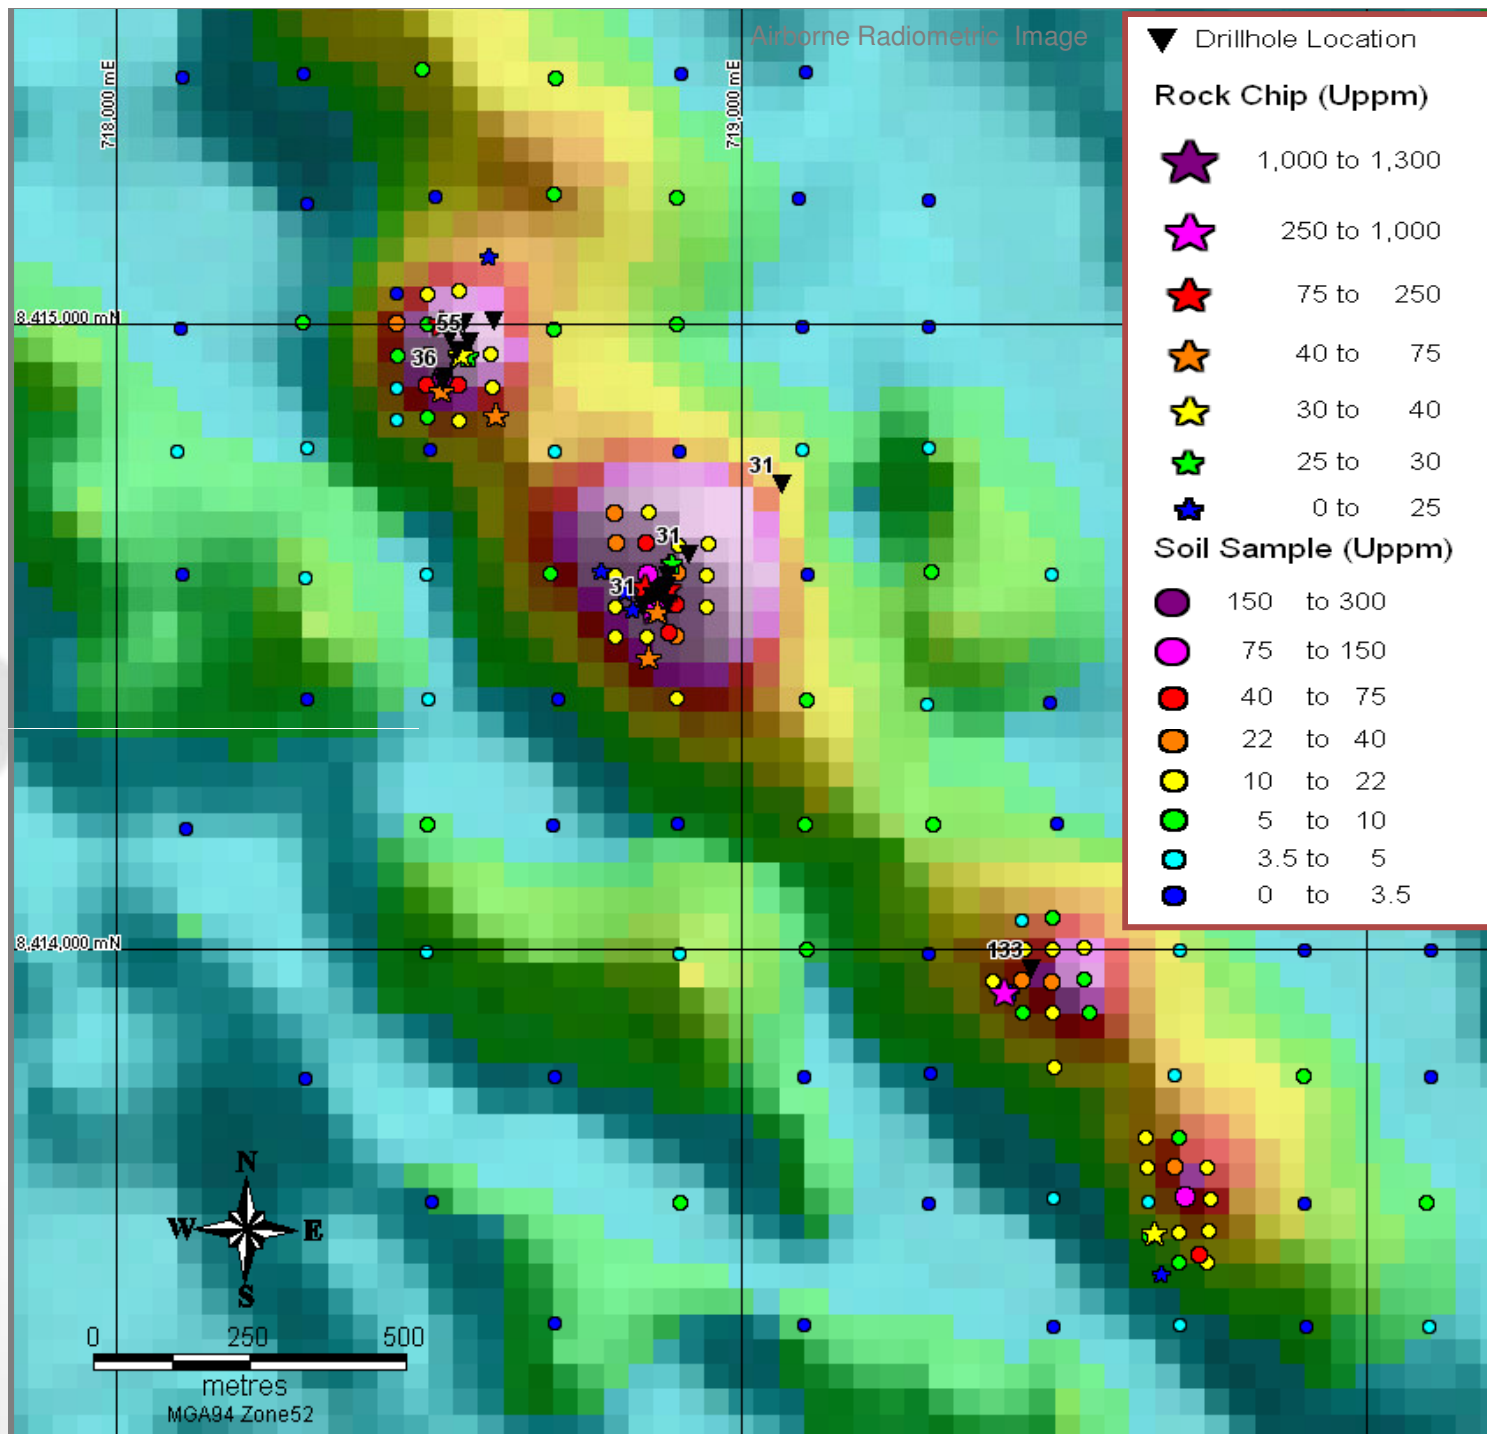 Airborne Radiometric Image
718,000 mE
719,000 mE
Drillhole Location
Rock Chip (Uppm)
1,000 to 1,300
250 to 1,000
75 to 250
40 to 75
30 to 40
25 to 30
0 to 25
Soil Sample (Uppm)
150 to 300
75 to 150
40 to 75
22 to 40
10 to 22
5 to 10
3.5 to 5
0 to 3.5
8,415,000 mN
55
36
31
31
31
8,414,000 mN
133
N
W E
S
0 250 500
metres
MGA94 Zone52